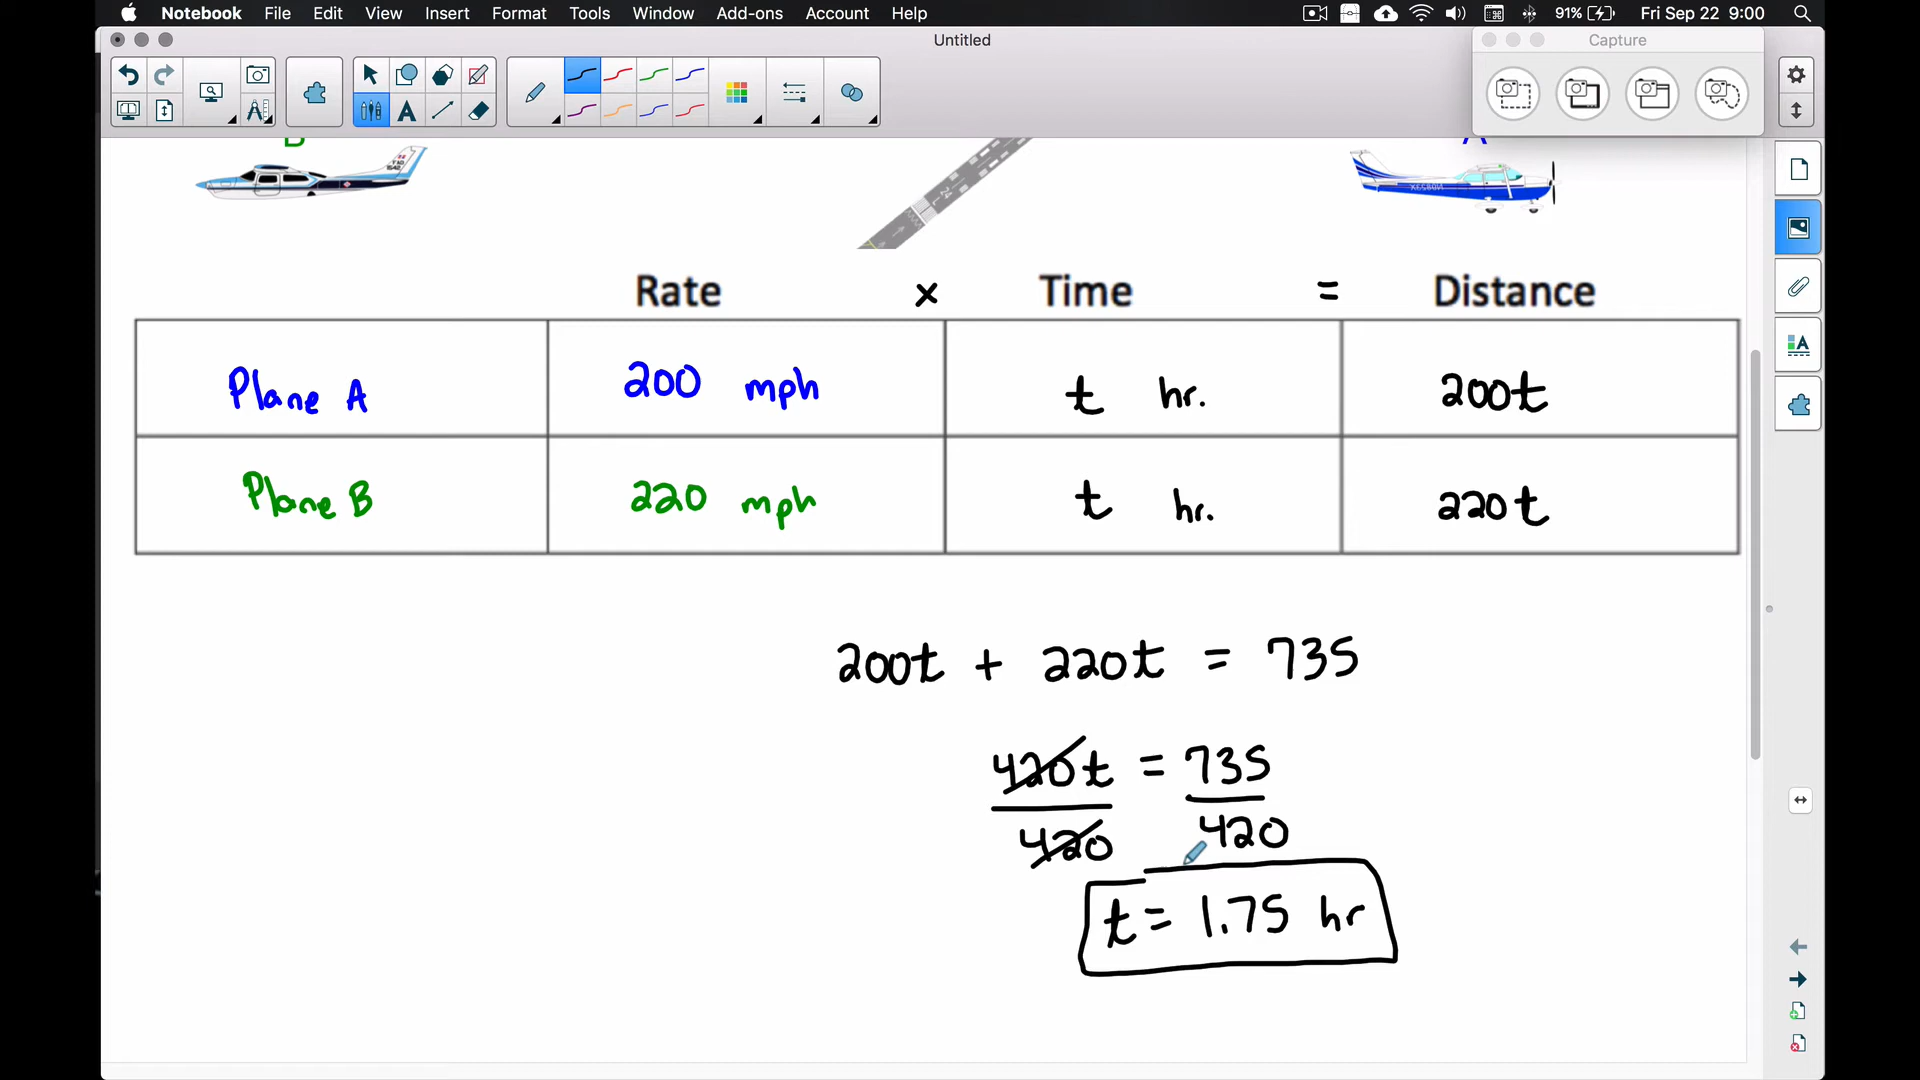 Notebook File Edit View Insert Format Tools Window Add-ons Account Help 91% Fri Sep 22 9:00
Untitled
Capture
B
A
24
Rate x Time = Distance
Plane A 200 mph t hr. 200t
Plane B 220 mph t hr. 220t
200t + 220t = 735
420t = 735
420 420
t = 1.75 hr